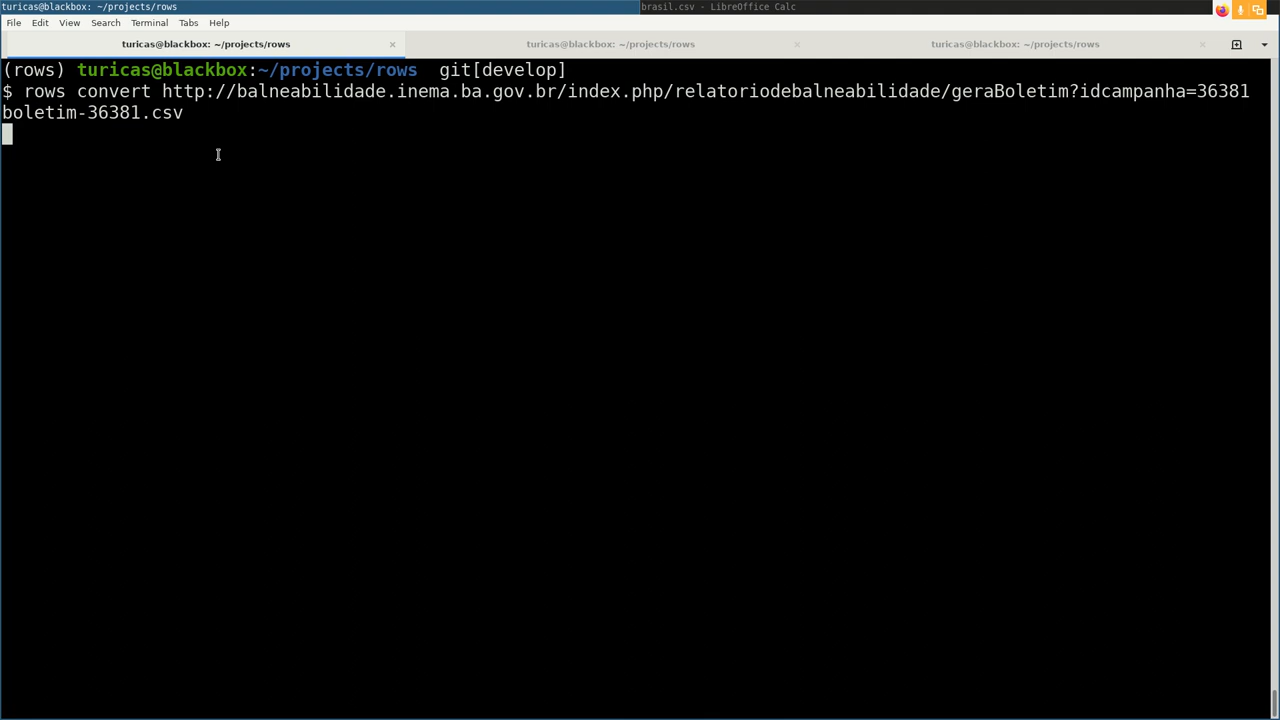 turicas@blackbox: ~/projects/rows
brasil.csv - LibreOffice Calc
File Edit View Search Terminal Tabs Help
turicas@blackbox: ~/projects/rows
turicas@blackbox: ~/projects/rows
turicas@blackbox: ~/projects/rows
(rows) turicas@blackbox:~/projects/rows  git[develop]
$ rows convert http://balneabilidade.inema.ba.gov.br/index.php/relatoriodebalneabilidade/geraBoletim?idcampanha=36381
boletim-36381.csv